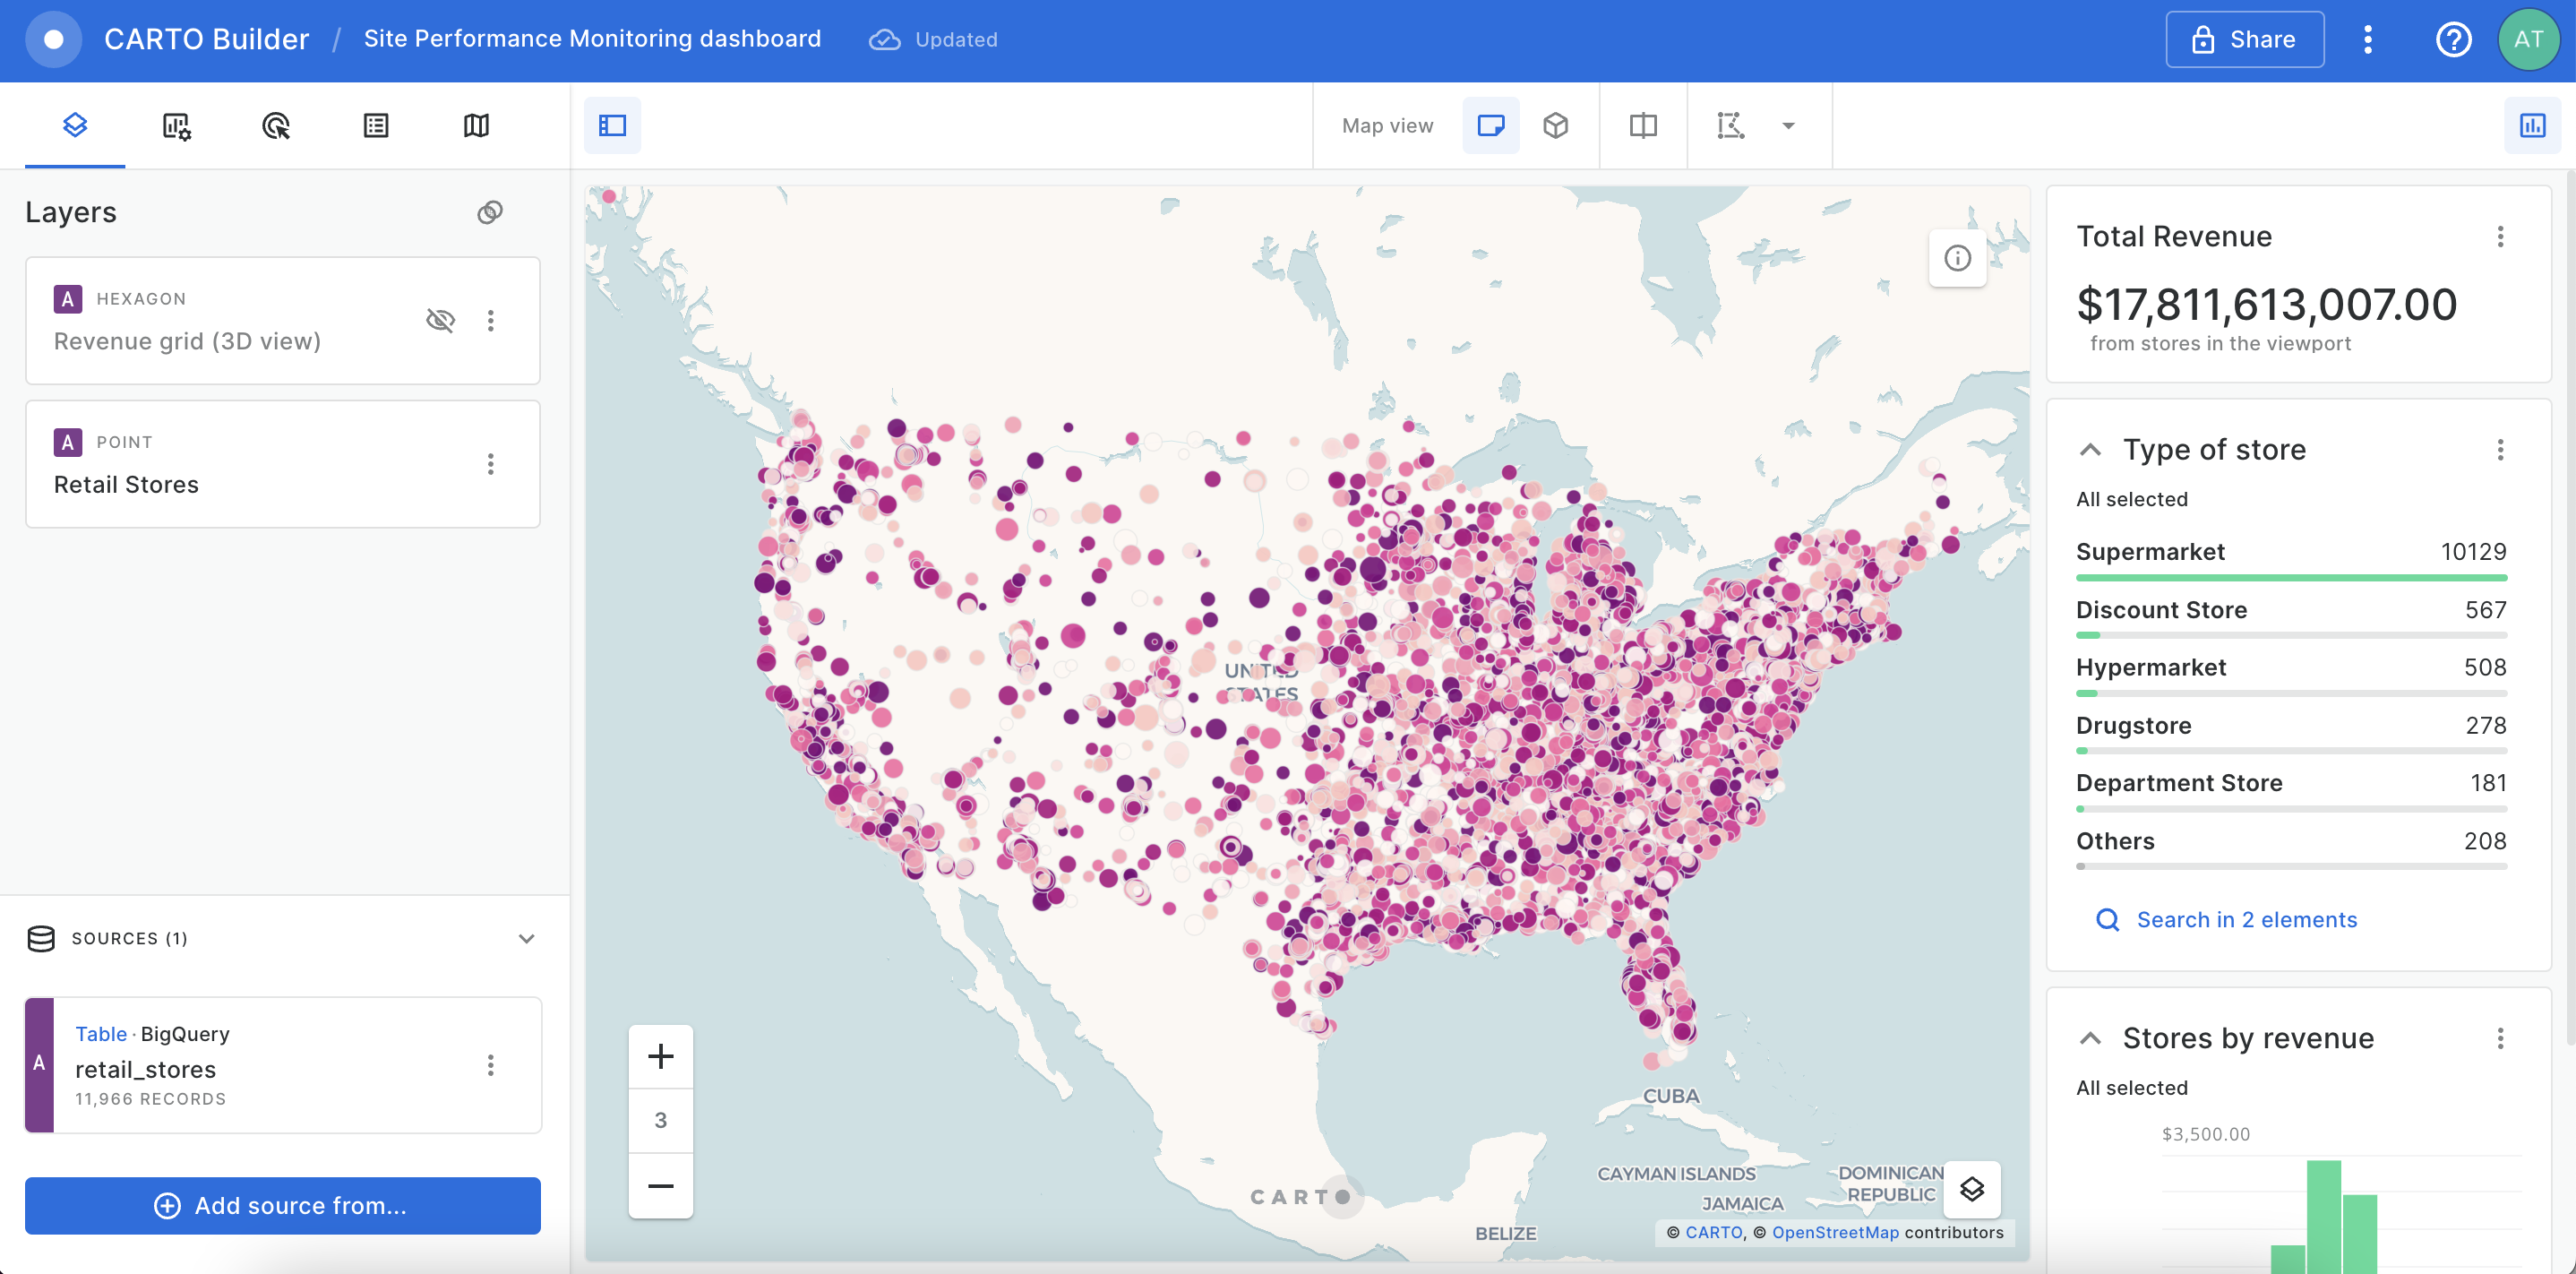 CARTO Builder / Site Performance Monitoring dashboard Updated
Share
AT
Map view
Layers
A HEXAGON
Revenue grid (3D view)
A POINT
Retail Stores
SOURCES (1)
A
Table · BigQuery
retail_stores
11,966 RECORDS
Add source from...
UNITED
STATES
CUBA
CAYMAN ISLANDS
DOMINICAN
REPUBLIC
JAMAICA
BELIZE
3
CARTO
© CARTO, © OpenStreetMap contributors
Total Revenue
$17,811,613,007.00
from stores in the viewport
Type of store
All selected
Supermarket 10129
Discount Store 567
Hypermarket 508
Drugstore 278
Department Store 181
Others 208
Search in 2 elements
Stores by revenue
All selected
$3,500.00